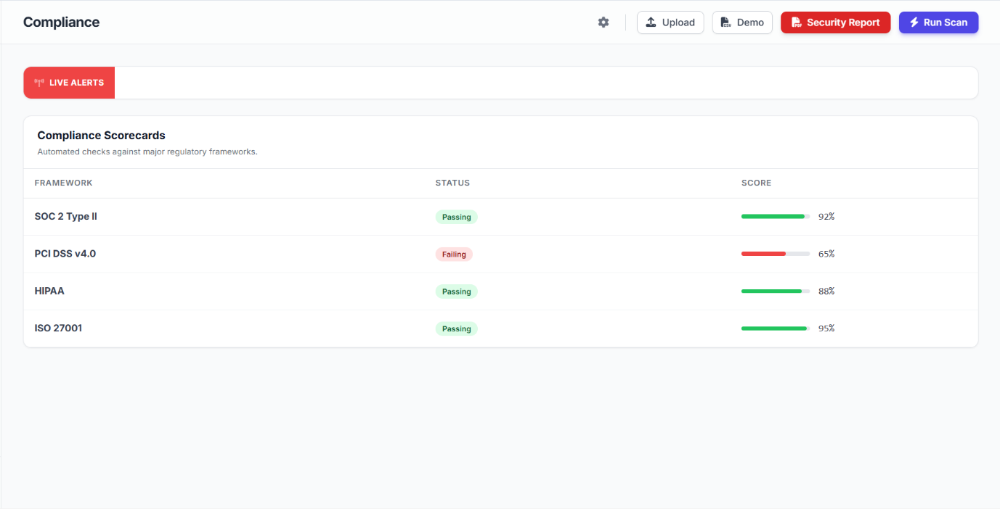 Compliance
Upload
Demo
Security Report
Run Scan
LIVE ALERTS
Compliance Scorecards
Automated checks against major regulatory frameworks.
FRAMEWORK STATUS SCORE
SOC 2 Type II Passing 92%
PCI DSS v4.0 Failing 65%
HIPAA Passing 88%
ISO 27001 Passing 95%